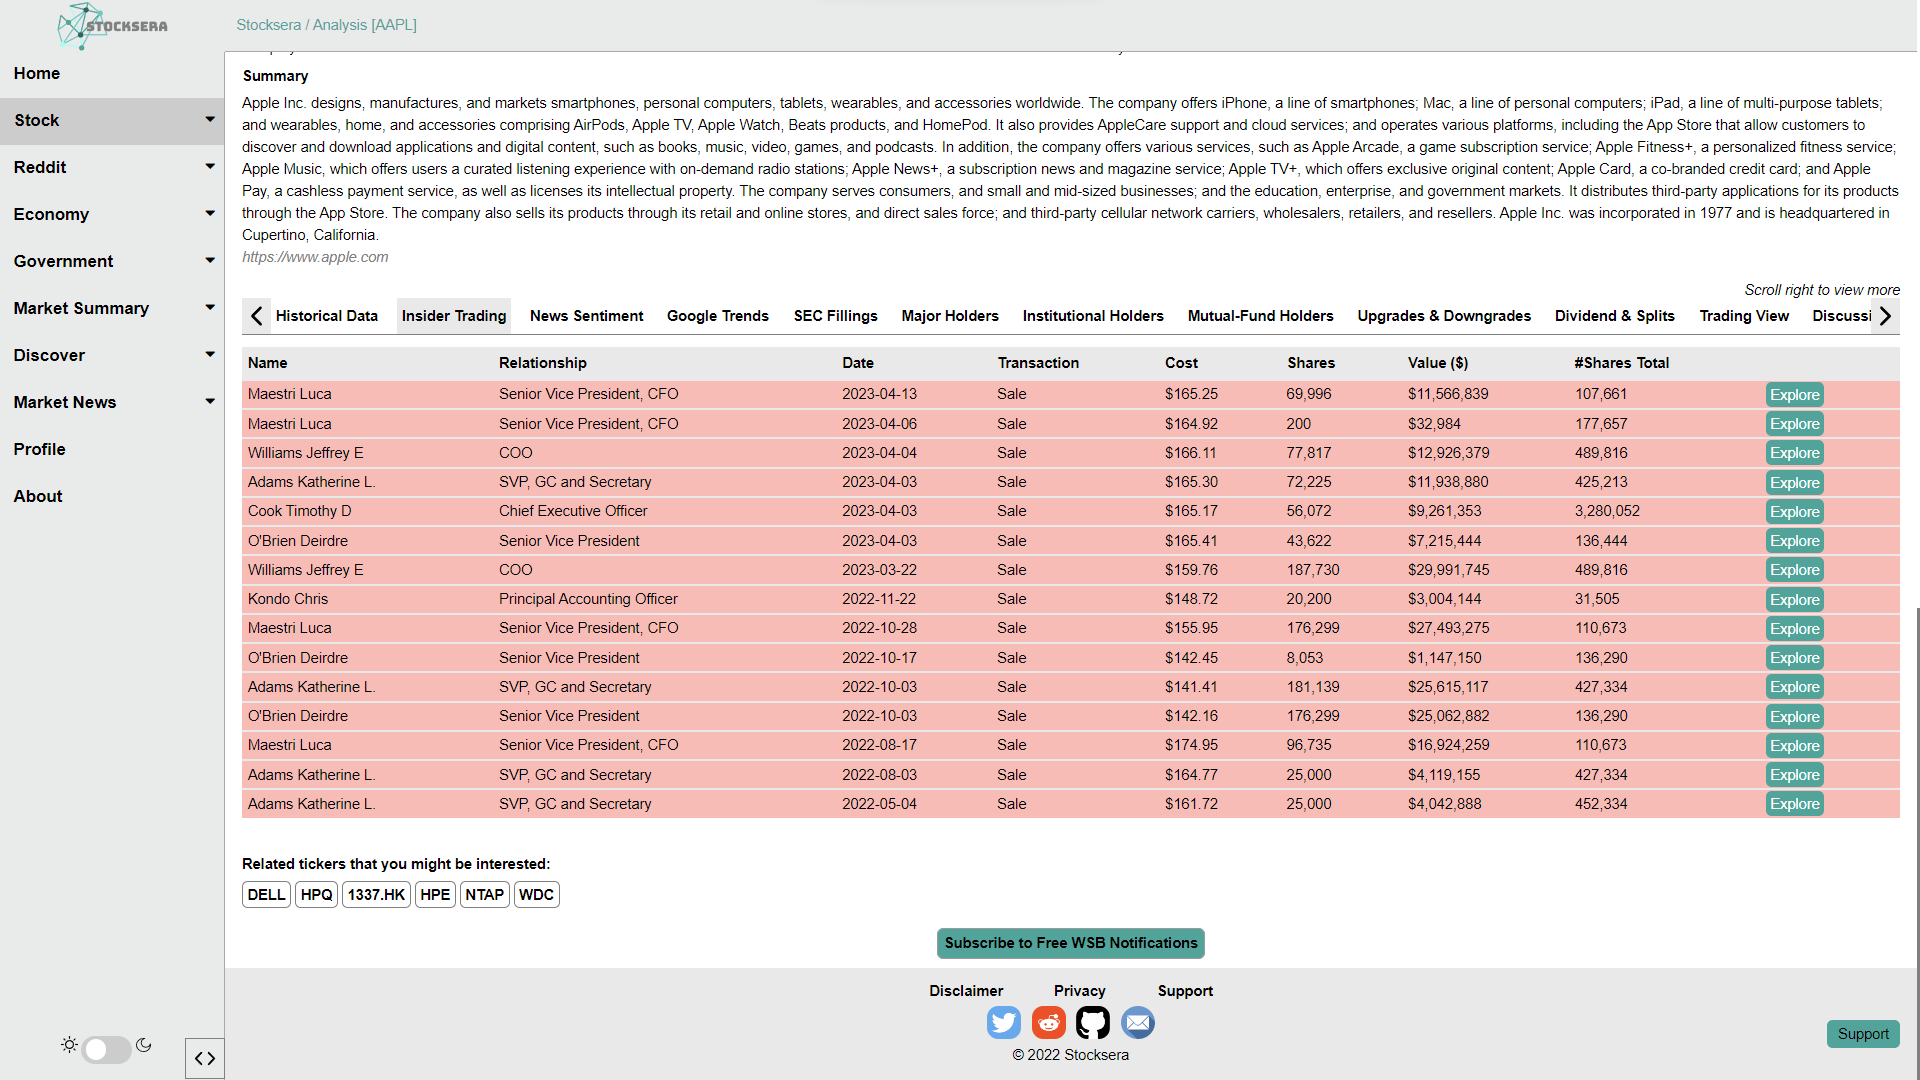 STOCKSERA
Stocksera / Analysis [AAPL]
Home
Stock
Reddit
Economy
Government
Market Summary
Discover
Market News
Profile
About
Summary
Apple Inc. designs, manufactures, and markets smartphones, personal computers, tablets, wearables, and accessories worldwide. The company offers iPhone, a line of smartphones; Mac, a line of personal computers; iPad, a line of multi-purpose tablets;
and wearables, home, and accessories comprising AirPods, Apple TV, Apple Watch, Beats products, and HomePod. It also provides AppleCare support and cloud services; and operates various platforms, including the App Store that allow customers to
discover and download applications and digital content, such as books, music, video, games, and podcasts. In addition, the company offers various services, such as Apple Arcade, a game subscription service; Apple Fitness+, a personalized fitness service;
Apple Music, which offers users a curated listening experience with on-demand radio stations; Apple News+, a subscription news and magazine service; Apple TV+, which offers exclusive original content; Apple Card, a co-branded credit card; and Apple
Pay, a cashless payment service, as well as licenses its intellectual property. The company serves consumers, and small and mid-sized businesses; and the education, enterprise, and government markets. It distributes third-party applications for its products
through the App Store. The company also sells its products through its retail and online stores, and direct sales force; and third-party cellular network carriers, wholesalers, retailers, and resellers. Apple Inc. was incorporated in 1977 and is headquartered in
Cupertino, California.
https://www.apple.com
Scroll right to view more
Historical Data Insider Trading News Sentiment Google Trends SEC Fillings Major Holders Institutional Holders Mutual-Fund Holders Upgrades & Downgrades Dividend & Splits Trading View Discussi
Name Relationship Date Transaction Cost Shares Value ($) #Shares Total
Maestri Luca Senior Vice President, CFO 2023-04-13 Sale $165.25 69,996 $11,566,839 107,661 Explore
Maestri Luca Senior Vice President, CFO 2023-04-06 Sale $164.92 200 $32,984 177,657 Explore
Williams Jeffrey E COO 2023-04-04 Sale $166.11 77,817 $12,926,379 489,816 Explore
Adams Katherine L. SVP, GC and Secretary 2023-04-03 Sale $165.30 72,225 $11,938,880 425,213 Explore
Cook Timothy D Chief Executive Officer 2023-04-03 Sale $165.17 56,072 $9,261,353 3,280,052 Explore
O'Brien Deirdre Senior Vice President 2023-04-03 Sale $165.41 43,622 $7,215,444 136,444 Explore
Williams Jeffrey E COO 2023-03-22 Sale $159.76 187,730 $29,991,745 489,816 Explore
Kondo Chris Principal Accounting Officer 2022-11-22 Sale $148.72 20,200 $3,004,144 31,505 Explore
Maestri Luca Senior Vice President, CFO 2022-10-28 Sale $155.95 176,299 $27,493,275 110,673 Explore
O'Brien Deirdre Senior Vice President 2022-10-17 Sale $142.45 8,053 $1,147,150 136,290 Explore
Adams Katherine L. SVP, GC and Secretary 2022-10-03 Sale $141.41 181,139 $25,615,117 427,334 Explore
O'Brien Deirdre Senior Vice President 2022-10-03 Sale $142.16 176,299 $25,062,882 136,290 Explore
Maestri Luca Senior Vice President, CFO 2022-08-17 Sale $174.95 96,735 $16,924,259 110,673 Explore
Adams Katherine L. SVP, GC and Secretary 2022-08-03 Sale $164.77 25,000 $4,119,155 427,334 Explore
Adams Katherine L. SVP, GC and Secretary 2022-05-04 Sale $161.72 25,000 $4,042,888 452,334 Explore
Related tickers that you might be interested:
DELL HPQ 1337.HK HPE NTAP WDC
Subscribe to Free WSB Notifications
Disclaimer Privacy Support
© 2022 Stocksera
Support